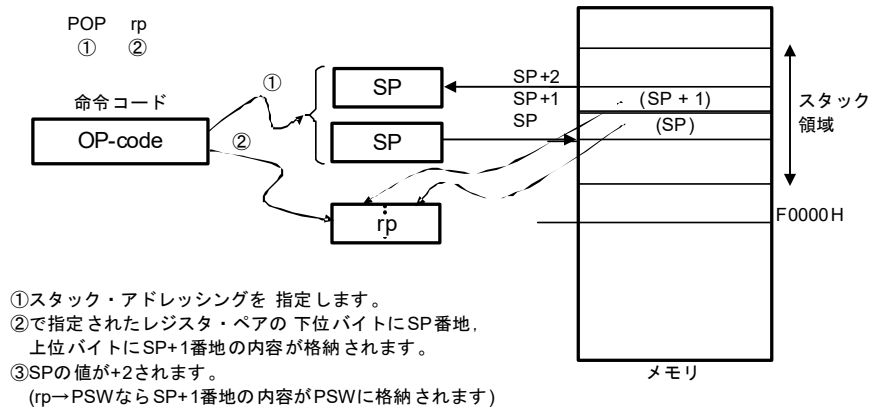 POP rp
① ②
命令コード
OP-code
①
②
SP
SP
rp
SP+2
SP+1
SP
(SP + 1)
(SP)
スタック
領域
F0000H
メモリ
①スタック・アドレッシングを 指定します。
②で指定されたレジスタ・ペアの 下位バイトにSP番地,
上位バイトにSP+1番地の内容が格納されます。
③SPの値が+2されます。
(rp→PSWならSP+1番地の内容がPSWに格納されます)